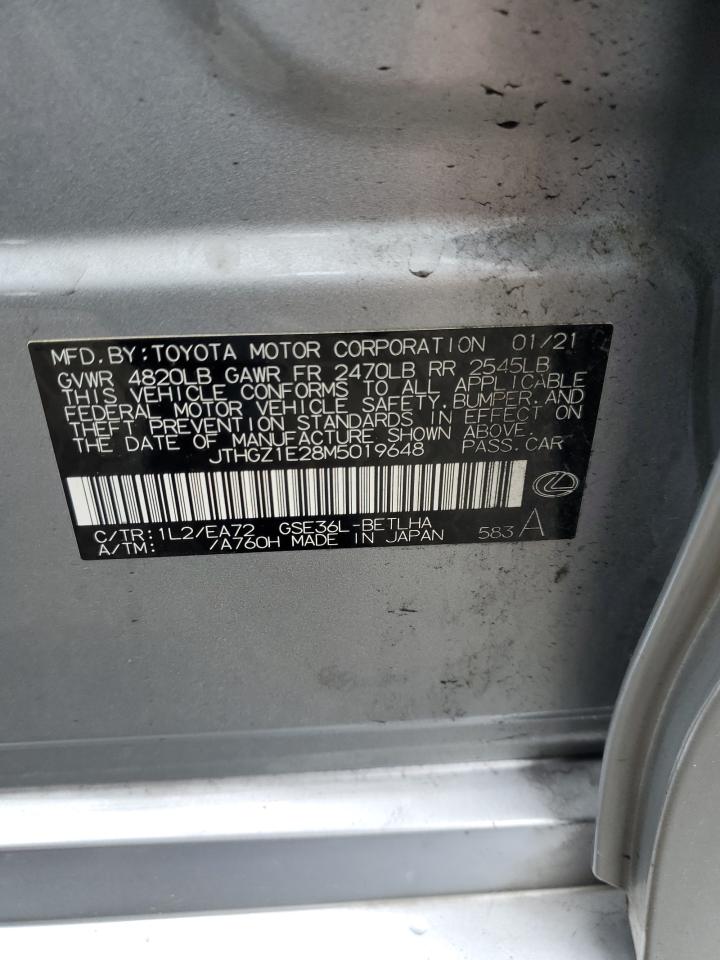 MFD. BY: TOYOTA MOTOR CORPORATION 01/21
GVWR 4820LB GAWR FR 2470LB RR 2545LB
THIS VEHICLE CONFORMS TO ALL APPLICABLE
FEDERAL MOTOR VEHICLE SAFETY, BUMPER, AND
THEFT PREVENTION STANDARDS IN EFFECT ON
THE DATE OF MANUFACTURE SHOWN ABOVE.
JTHGZ1E28M5019648 PASS. CAR
C/TR: 1L2/EA72 GSE36L-BETLHA
A/TM: /A760H MADE IN JAPAN 583 A